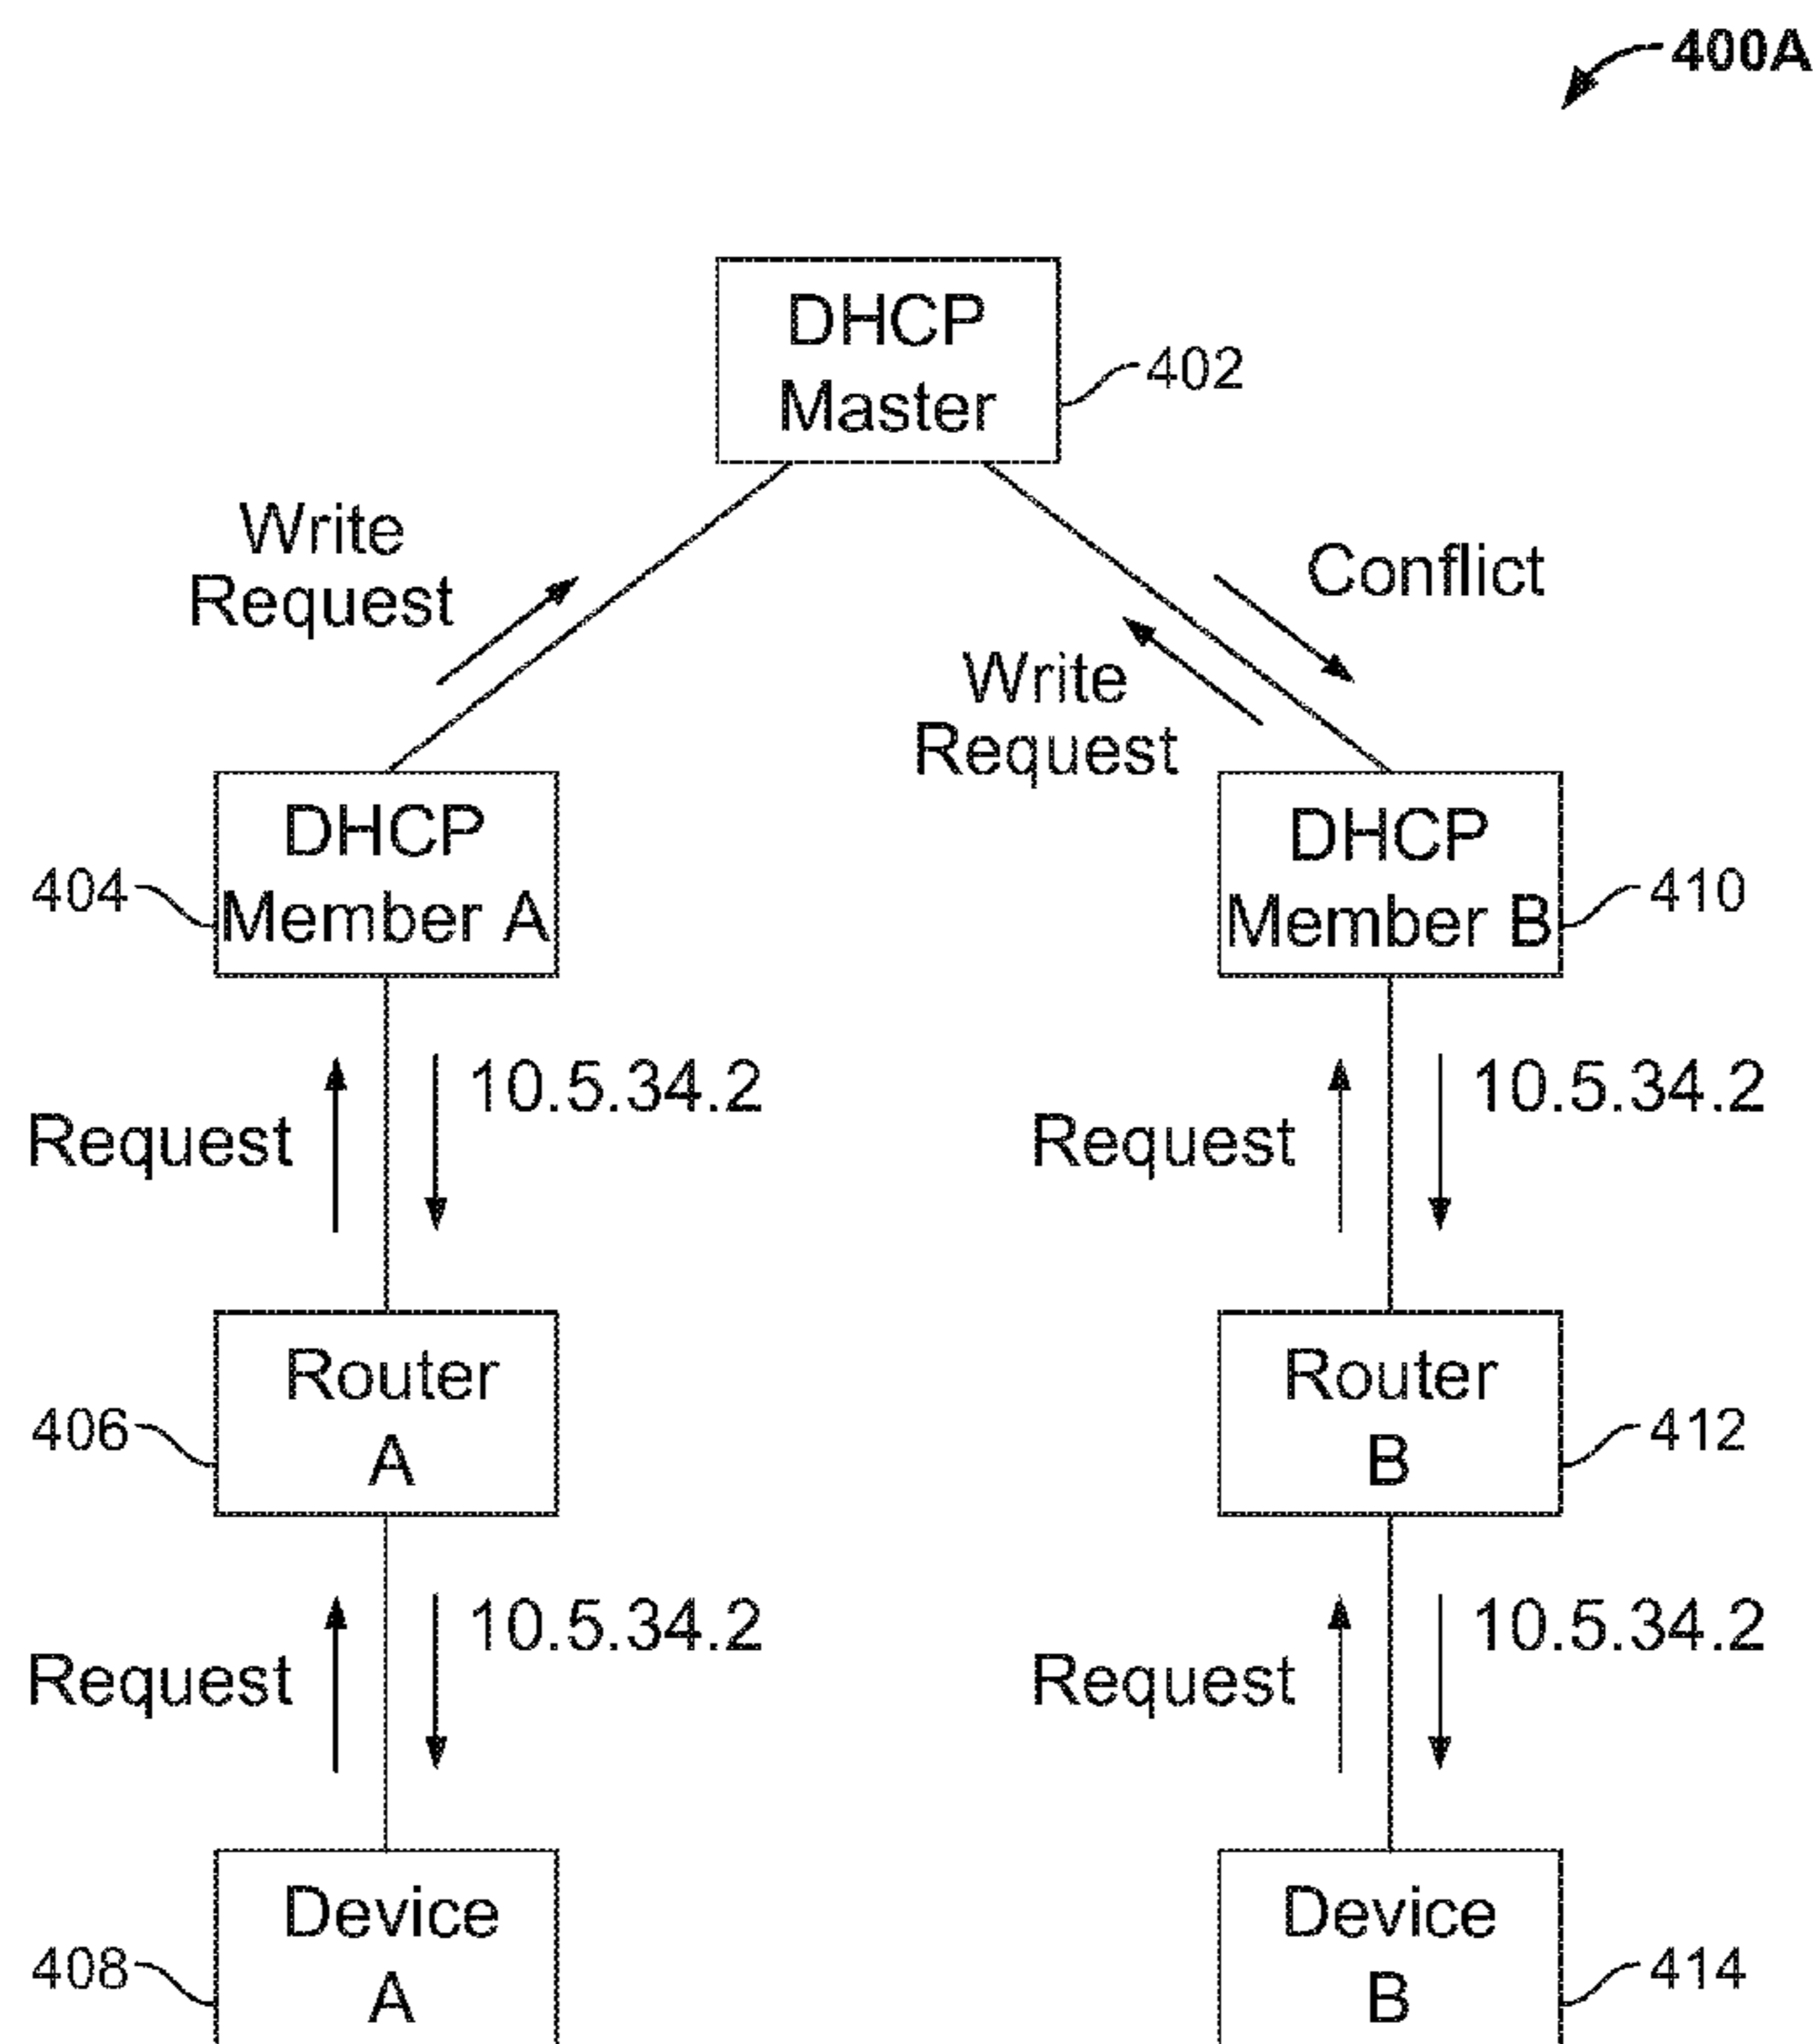 400A
DHCP
Master
402
Write
Request
Conflict
Write
Request
DHCP
Member A
404
DHCP
Member B
410
Request
10.5.34.2
Request
10.5.34.2
Router
A
406
Router
B
412
Request
10.5.34.2
Request
10.5.34.2
Device
A
408
Device
B
414